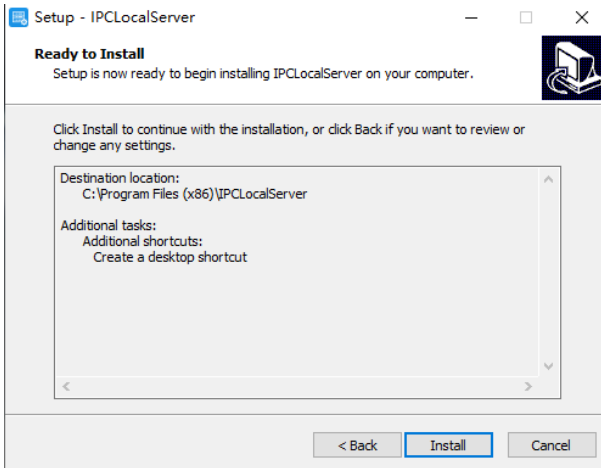 Setup - IPCLocalServer
Ready to Install
Setup is now ready to begin installing IPCLocalServer on your computer.
Click Install to continue with the installation, or click Back if you want to review or
change any settings.
Destination location:
C:\Program Files (x86)\IPCLocalServer
Additional tasks:
Additional shortcuts:
Create a desktop shortcut
< Back
Install
Cancel